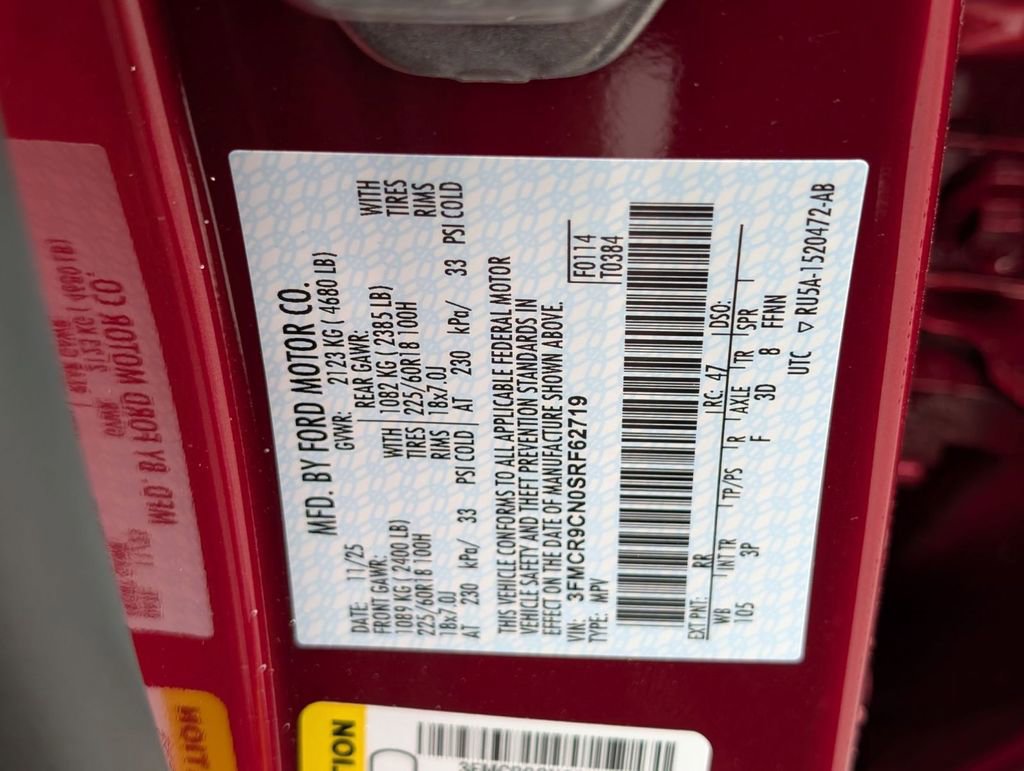 MFD. BY FORD MOTOR CO.
DATE: 11/25 GVWR: 2123 KG ( 4680 LB)
FRONT GAWR: REAR GAWR:
1089 KG ( 2400 LB) WITH 1082 KG ( 2385 LB) WITH
225/60R18 100H TIRES 225/60R18 100H TIRES
18x7.0J RIMS 18x7.0J RIMS
AT 230 kPa/ 33 PSI COLD AT 230 kPa/ 33 PSI COLD
THIS VEHICLE CONFORMS TO ALL APPLICABLE FEDERAL MOTOR
VEHICLE SAFETY AND THEFT PREVENTION STANDARDS IN
EFFECT ON THE DATE OF MANUFACTURE SHOWN ABOVE.
VIN: 3FMCR9CN0SRF62719 F0114
TYPE: MPV T0384
EXT PNT: RR RC: 47 DSO:
WB INT TR TP/PS R AXLE TR SPR
105 3P F 3D 8 FFNN
UTC ▽ RU5A-1520472-AB
TION